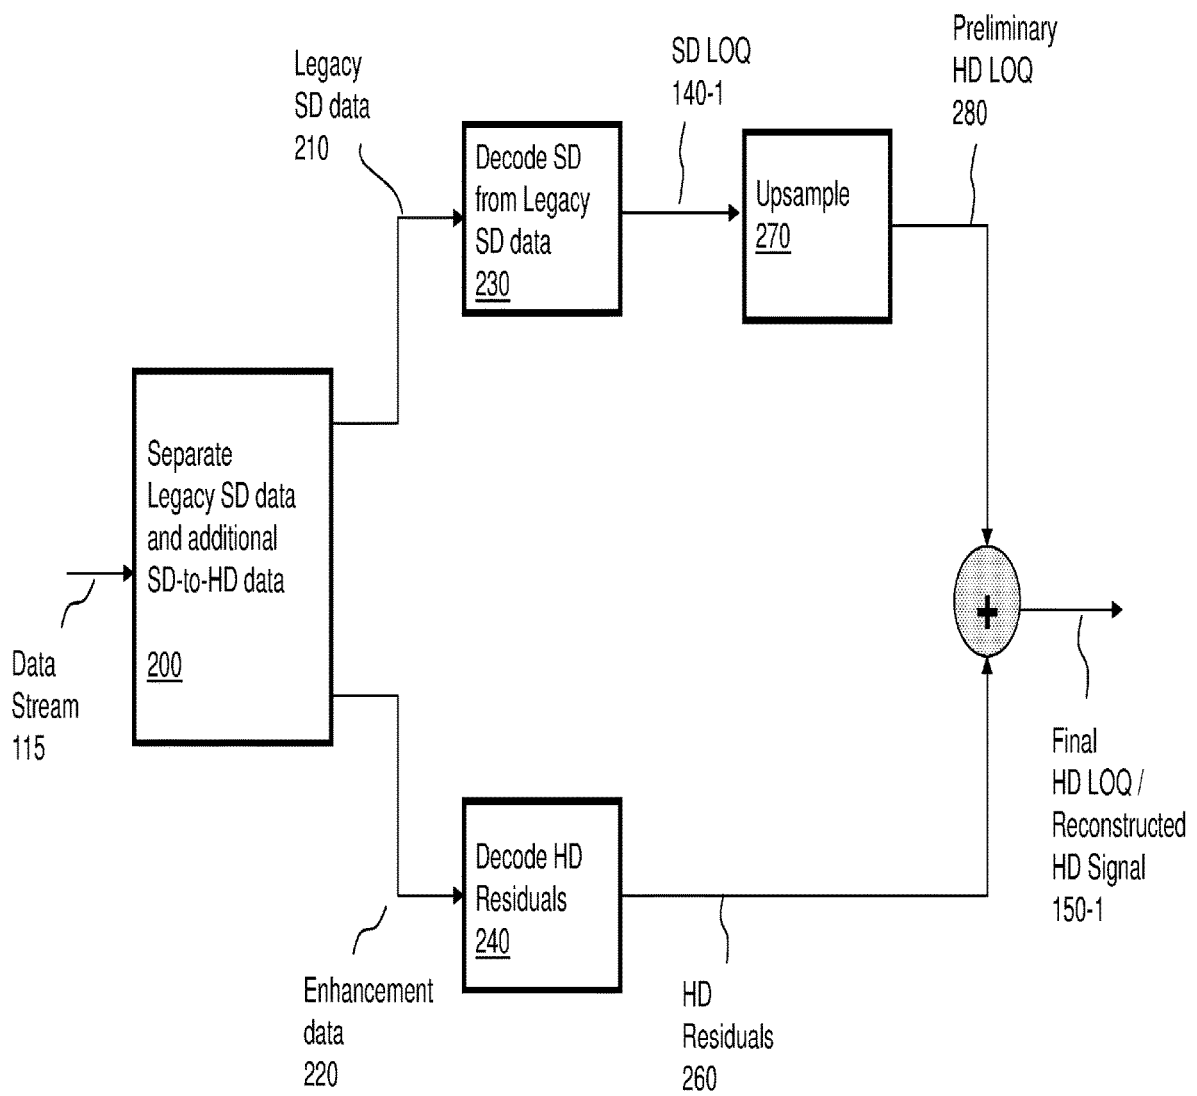 Preliminary
HD LOQ
280
SD LOQ
140-1
Legacy
SD data
210
Decode SD
from Legacy
SD data
230
Upsample
270
Separate
Legacy SD data
and additional
SD-to-HD data
200
Data
Stream
115
+
Final
HD LOQ /
Reconstructed
HD Signal
150-1
Decode HD
Residuals
240
Enhancement
data
220
HD
Residuals
260